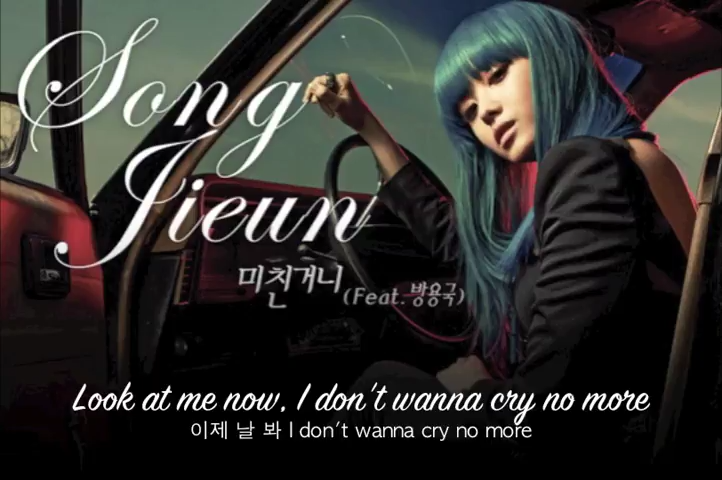 Song
Jieun
미친거니
(Feat. 방용국)
Look at me now, I don't wanna cry no more
이제 날 봐 I don't wanna cry no more